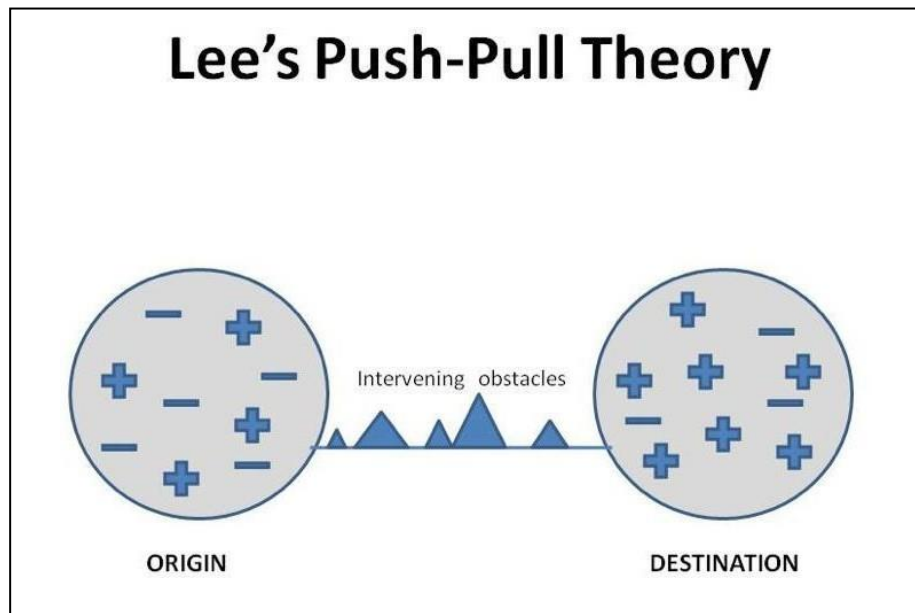 Lee’s Push-Pull Theory
Intervening obstacles
ORIGIN
DESTINATION